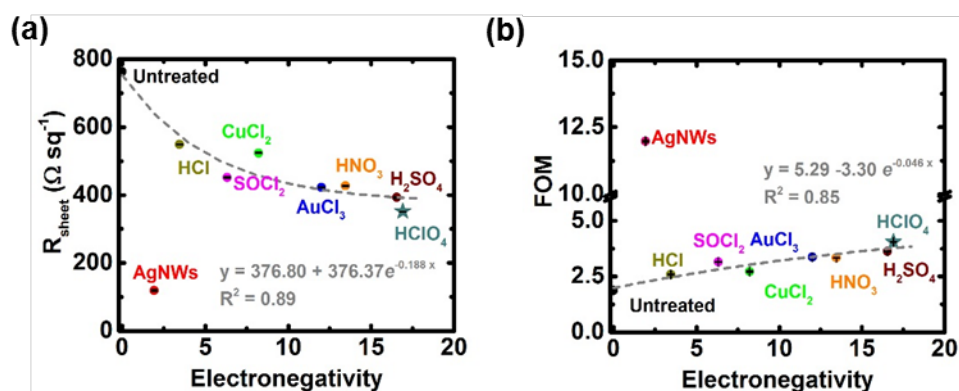 (a)
800
600
400
200
0
R_sheet (Ω sq⁻¹)
Untreated
CuCl₂
HCl
SOCl₂
HNO₃
H₂SO₄
AuCl₃
HClO₄
AgNWs
y = 376.80 + 376.37e^-0.188 x
R² = 0.89
0 5 10 15 20
Electronegativity
(b)
15.0
12.5
10.0
5.0
2.5
0.0
FOM
AgNWs
y = 5.29 -3.30 e^-0.046 x
R² = 0.85
HClO₄
AuCl₃
SOCl₂
HCl
H₂SO₄
HNO₃
CuCl₂
Untreated
0 5 10 15 20
Electronegativity